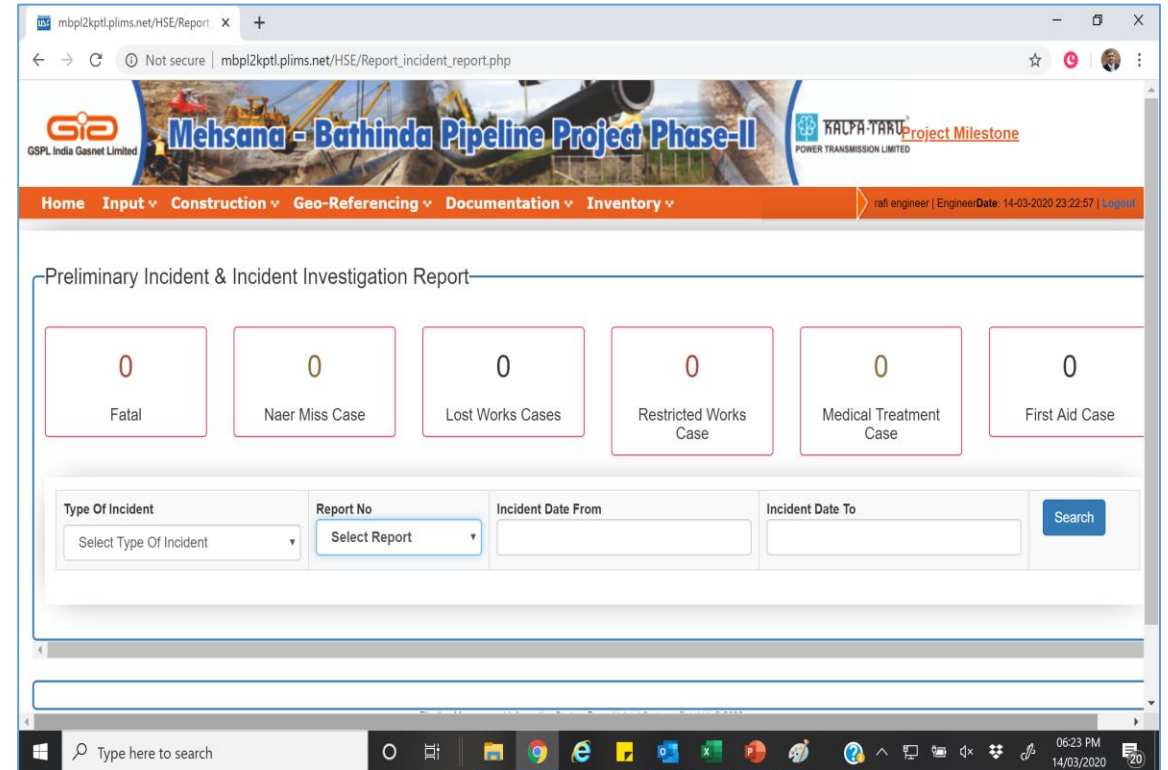 mbpl2kptl.plims.net/HSE/Report_
Not secure | mbpl2kptl.plims.net/HSE/Report_incident_report.php
GSPL India Gasnet Limited
Mehsana - Bathinda Pipeline Project Phase-II
KALPA-TARU
POWER TRANSMISSION LIMITED
Project Milestone
Home Input Construction Geo-Referencing Documentation Inventory
rafi engineer | EngineerDate: 14-03-2020 23:22:57 | Logout
Preliminary Incident & Incident Investigation Report
0 0 0 0 0 0
Fatal Naer Miss Case Lost Works Cases Restricted Works Case Medical Treatment Case First Aid Case
Type Of Incident Report No Incident Date From Incident Date To
Select Type Of Incident Select Report Search
Type here to search
06:23 PM
14/03/2020
20